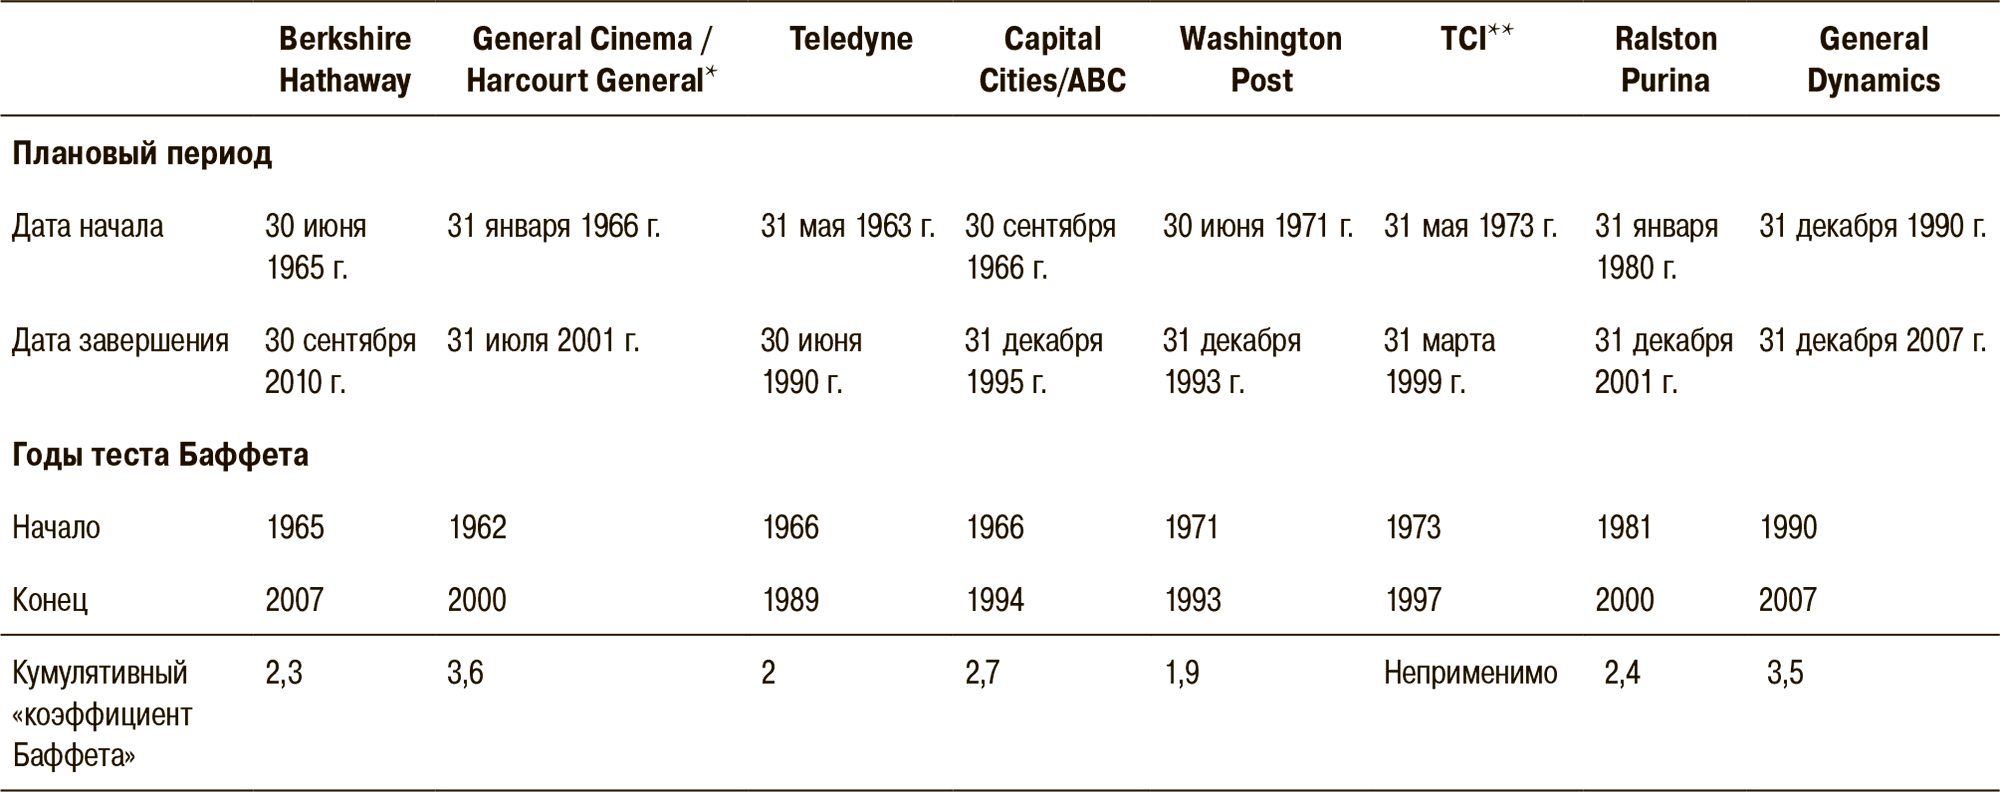 Berkshire General Cinema / Teledyne Capital Washington TCI** Ralston General
Hathaway Harcourt General* Cities/ABC Post Purina Dynamics
Плановый период
Дата начала 30 июня 31 января 1966 г. 31 мая 1963 г. 30 сентября 30 июня 1971 г. 31 мая 1973 г. 31 января 31 декабря 1990 г.
1965 г. 1966 г. 1980 г.
Дата завершения 30 сентября 31 июля 2001 г. 30 июня 31 декабря 31 декабря 31 марта 31 декабря 31 декабря 2007 г.
2010 г. 1990 г. 1995 г. 1993 г. 1999 г. 2001 г.
Годы теста Баффета
Начало 1965 1962 1966 1966 1971 1973 1981 1990
Конец 2007 2000 1989 1994 1993 1997 2000 2007
Кумулятивный 2,3 3,6 2 2,7 1,9 Неприменимо 2,4 3,5
«коэффициент
Баффета»